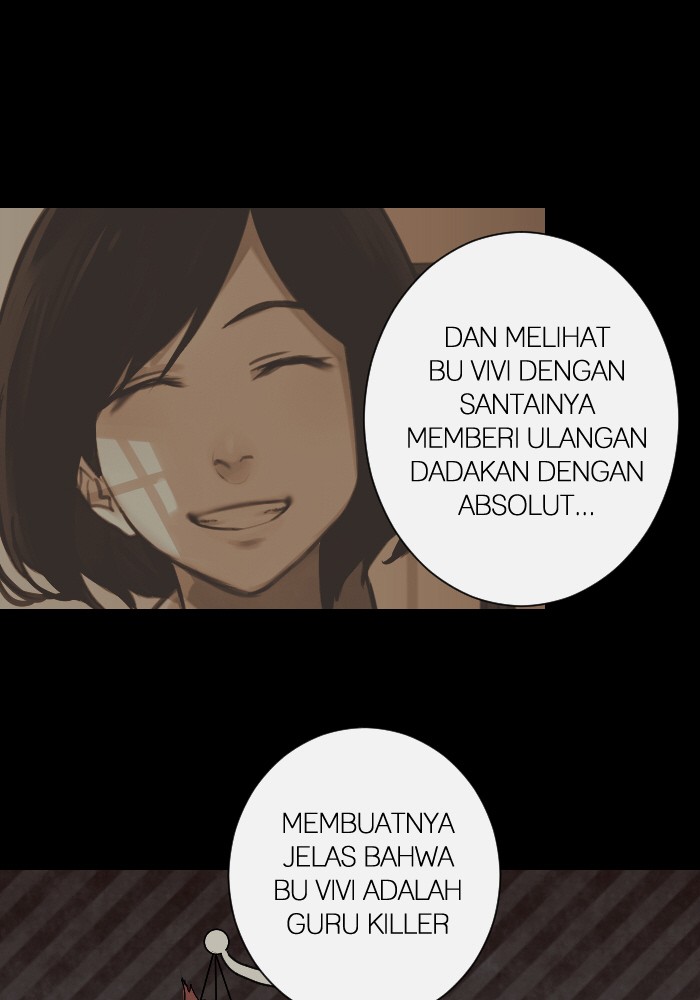 DAN MELIHAT
BU VIVI DENGAN
SANTAINYA
MEMBERI ULANGAN
DADAKAN DENGAN
ABSOLUT...
MEMBUATNYA
JELAS BAHWA
BU VIVI ADALAH
GURU KILLER